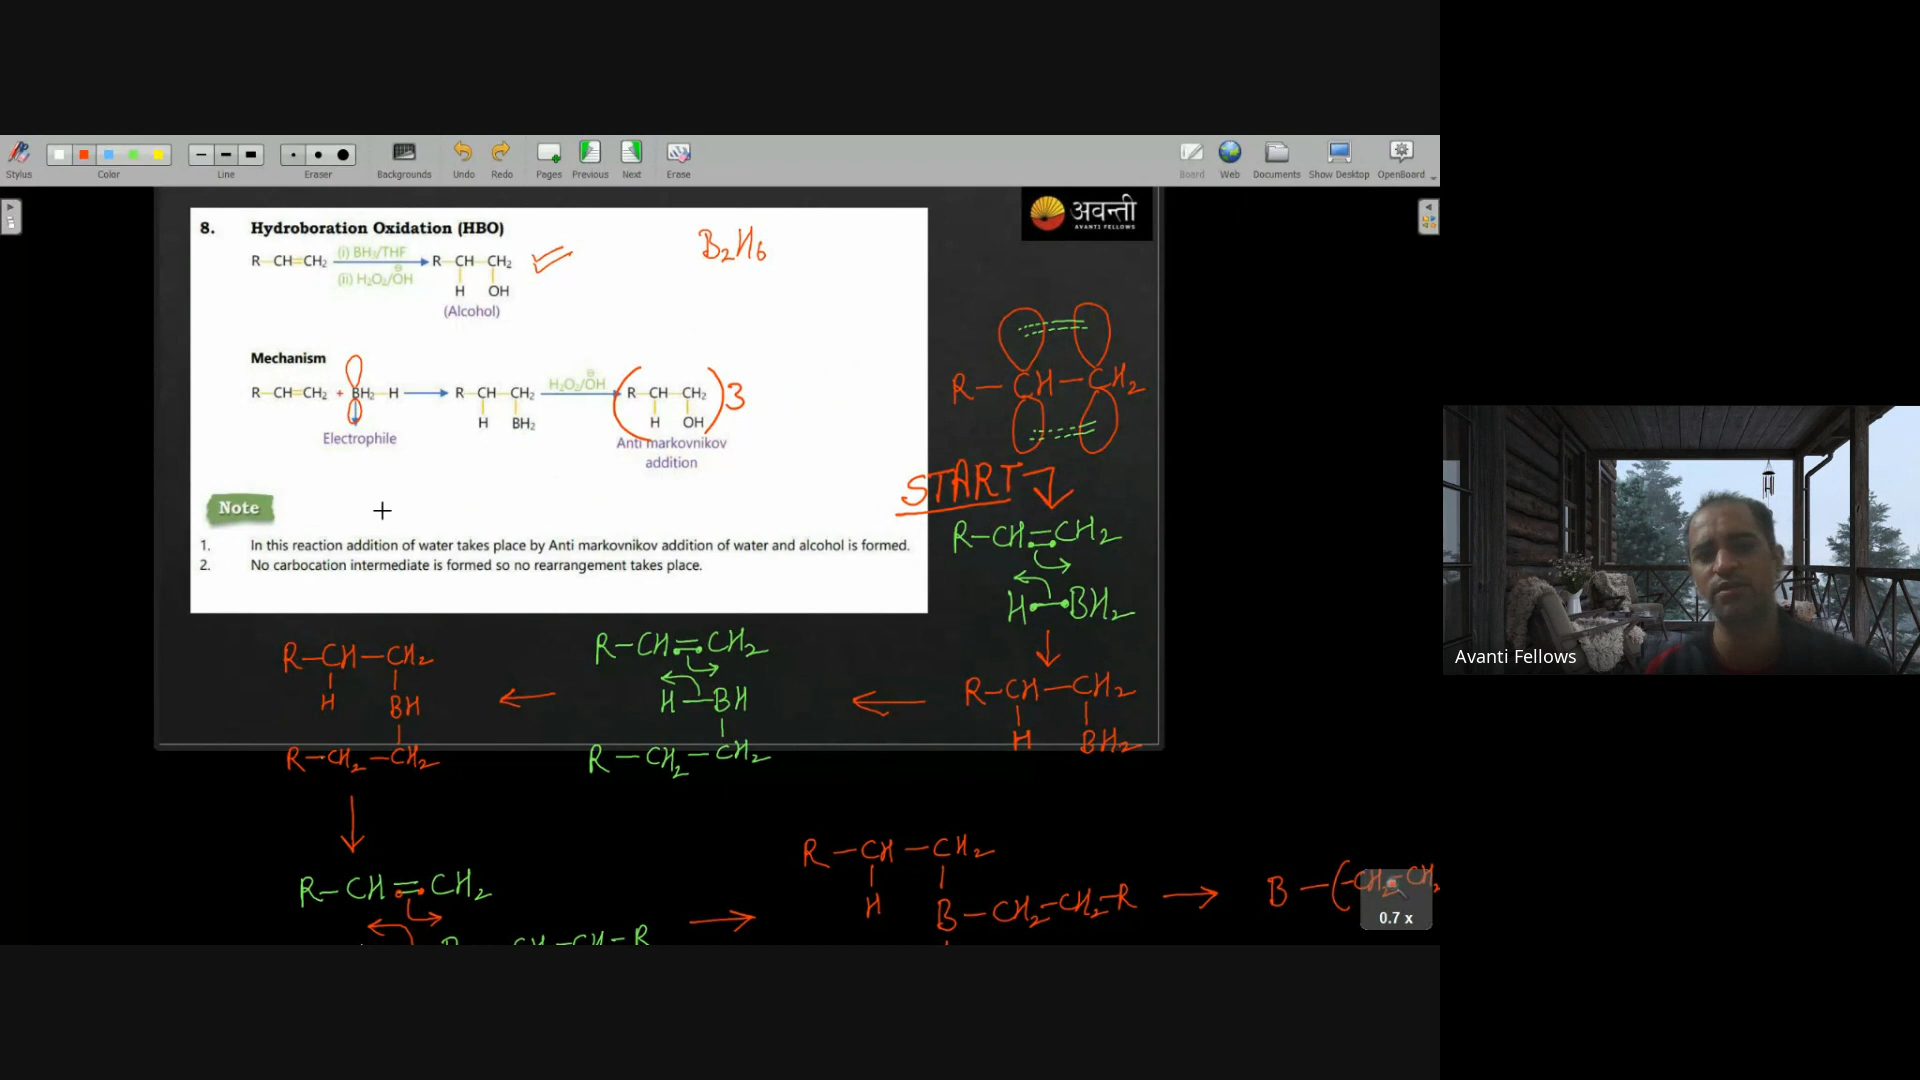 Stylus Color Line Eraser Backgrounds Undo Redo Pages Previous Next Erase Board Web Documents Show Desktop OpenBoard
अवन्ती
AVANTI FELLOWS
8. Hydroboration Oxidation (HBO)
B₂H₆
(i) BH₃/THF
R CH=CH₂ R CH CH₂
(ii) H₂O₂/OH
⊖
H OH
(Alcohol)
Mechanism
H₂O₂/OH
⊖
R CH=CH₂ + BH₂ H R CH CH₂ (R CH CH₂)3
H BH₂ H OH
Electrophile Anti markovnikov
addition
R – CH – CH₂
START
Note
1. In this reaction addition of water takes place by Anti markovnikov addition of water and alcohol is formed.
2. No carbocation intermediate is formed so no rearrangement takes place.
R–CH=CH₂
H–BH₂
R–CH–CH₂
H BH₂
R–CH=CH₂
H–BH
R–CH₂–CH₂
R–CH–CH₂
H BH
R–CH₂–CH₂
R–CH=CH₂
R–CH–CH₂
H B–CH₂–CH₂–R
B–(–CH₂–CH₂
0.7 x
Avanti Fellows